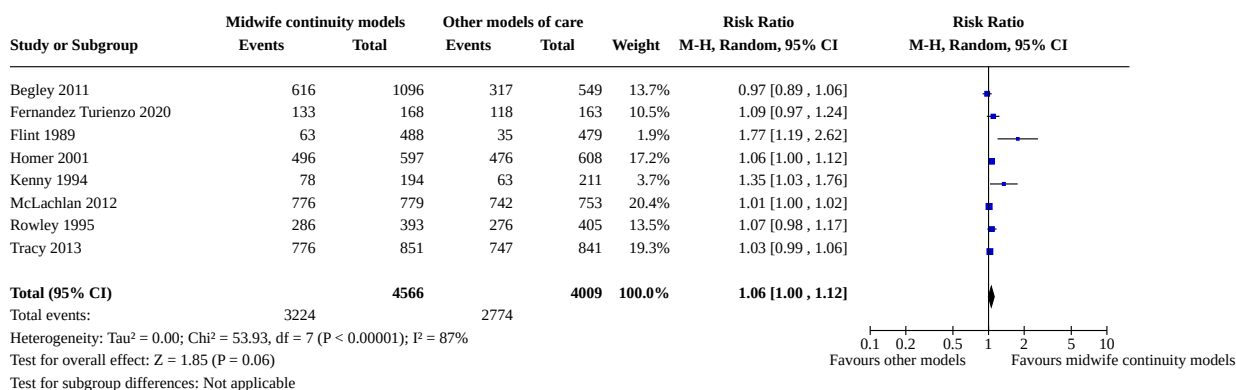 Midwife continuity models Other models of care Risk Ratio Risk Ratio
Study or Subgroup Events Total Events Total Weight M-H, Random, 95% CI M-H, Random, 95% CI
Begley 2011 616 1096 317 549 13.7% 0.97 [0.89 , 1.06]
Fernandez Turienzo 2020 133 168 118 163 10.5% 1.09 [0.97 , 1.24]
Flint 1989 63 488 35 479 1.9% 1.77 [1.19 , 2.62]
Homer 2001 496 597 476 608 17.2% 1.06 [1.00 , 1.12]
Kenny 1994 78 194 63 211 3.7% 1.35 [1.03 , 1.76]
McLachlan 2012 776 779 742 753 20.4% 1.01 [1.00 , 1.02]
Rowley 1995 286 393 276 405 13.5% 1.07 [0.98 , 1.17]
Tracy 2013 776 851 747 841 19.3% 1.03 [0.99 , 1.06]
Total (95% CI) 4566 4009 100.0% 1.06 [1.00 , 1.12]
Total events: 3224 2774
Heterogeneity: Tau² = 0.00; Chi² = 53.93, df = 7 (P < 0.00001); I² = 87%
0.1 0.2 0.5 1 2 5 10
Test for overall effect: Z = 1.85 (P = 0.06) Favours other models Favours midwife continuity models
Test for subgroup differences: Not applicable